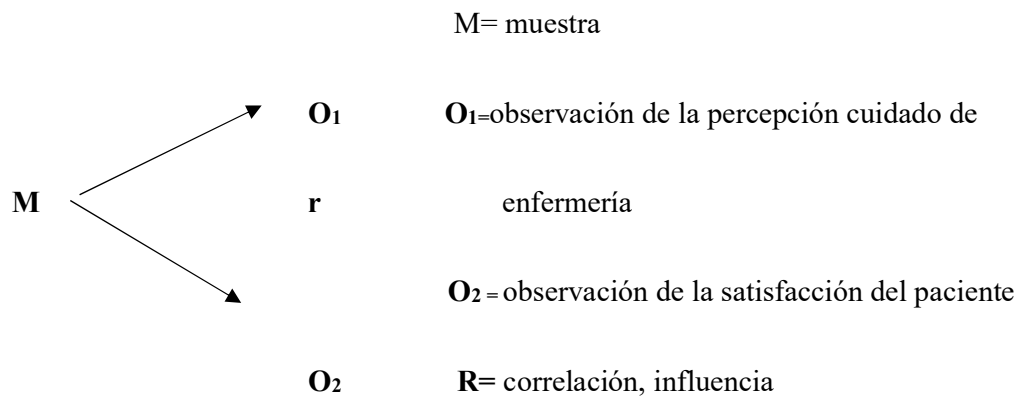 M= muestra
O1 O1=observación de la percepción cuidado de
M r enfermería
O2 = observación de la satisfacción del paciente
O2 R= correlación, influencia